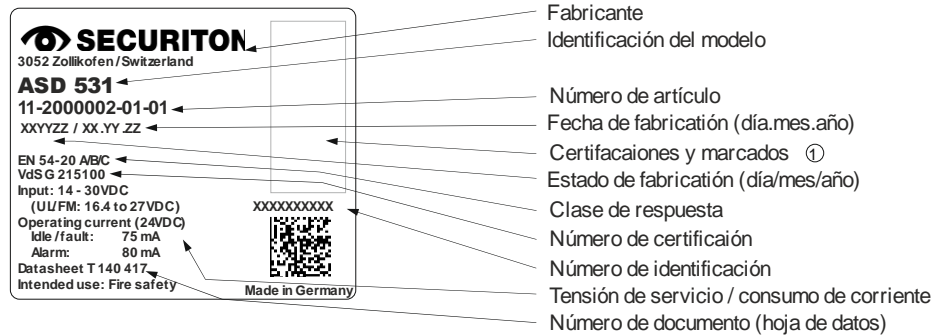 SECURITON
3052 Zollikofen / Switzerland
ASD 531
11-2000002-01-01
XXYYZZ / XX.YY.ZZ
EN 54-20 A/B/C
VdS G 215100
Input: 14 - 30VDC
(UL/FM: 16.4 to 27VDC)
Operating current (24VDC)
Idle / fault: 75 mA
Alarm: 80 mA
Datasheet T 140 417
Intended use: Fire safety
XXXXXXXXXX
Made in Germany
Fabricante
Identificación del modelo
Número de artículo
Fecha de fabricatión (día.mes.año)
Certifacaiones y marcados ①
Estado de fabricatión (día/mes/año)
Clase de respuesta
Número de certificaión
Número de identificación
Tensión de servicio / consumo de corriente
Número de documento (hoja de datos)